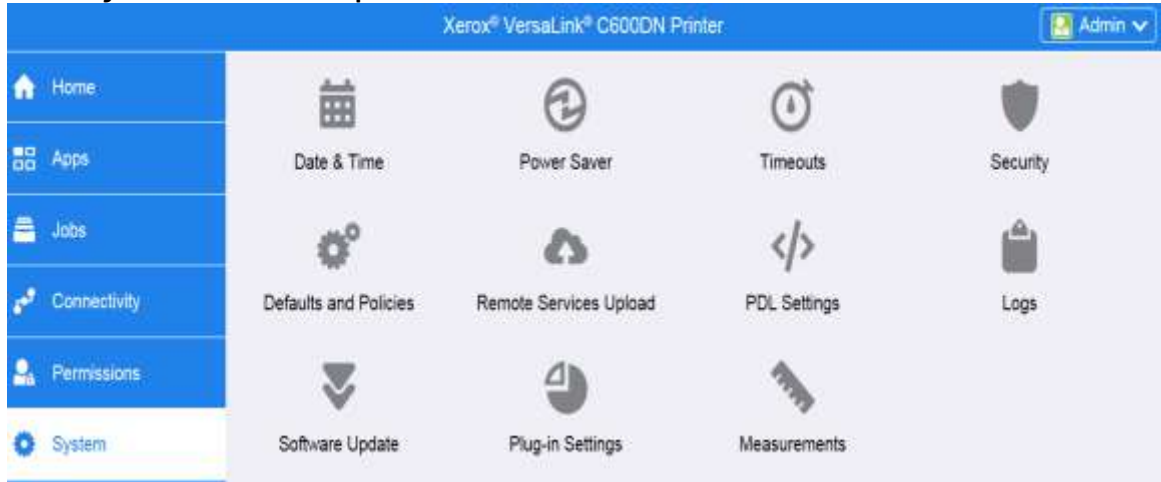 Xerox® VersaLink® C600DN Printer
Admin
Home
Apps
Jobs
Connectivity
Permissions
System
Date & Time
Power Saver
Timeouts
Security
Defaults and Policies
Remote Services Upload
PDL Settings
Logs
Software Update
Plug-in Settings
Measurements